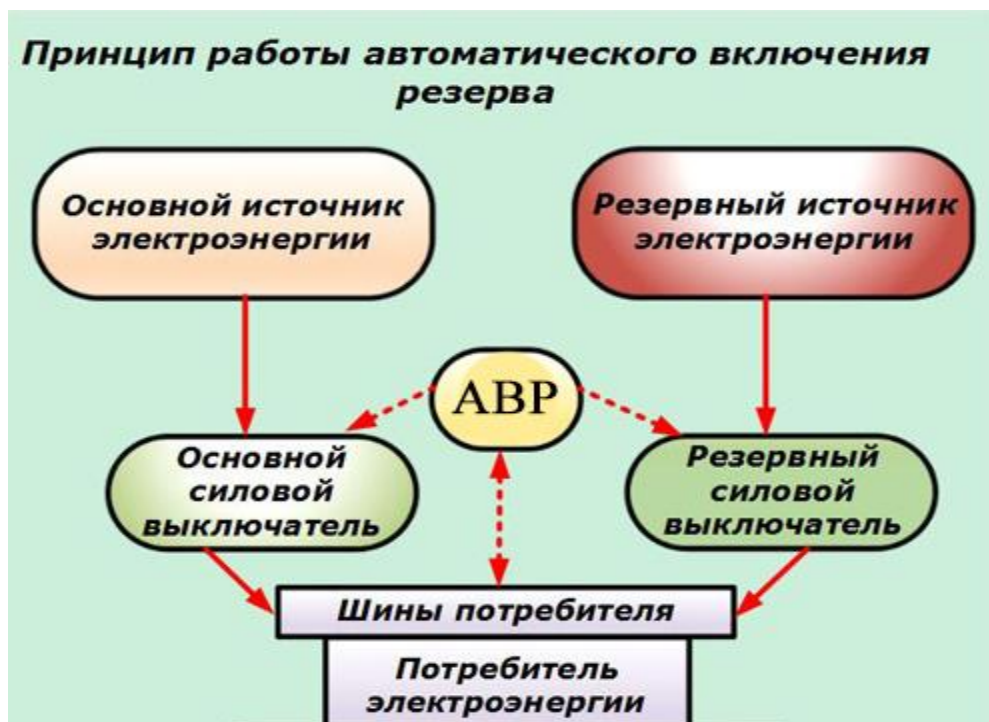 Принцип работы автоматического включения
резерва
Основной источник
электроэнергии
Резервный источник
электроэнергии
АВР
Основной
силовой
выключатель
Резервный
силовой
выключатель
Шины потребителя
Потребитель
электроэнергии